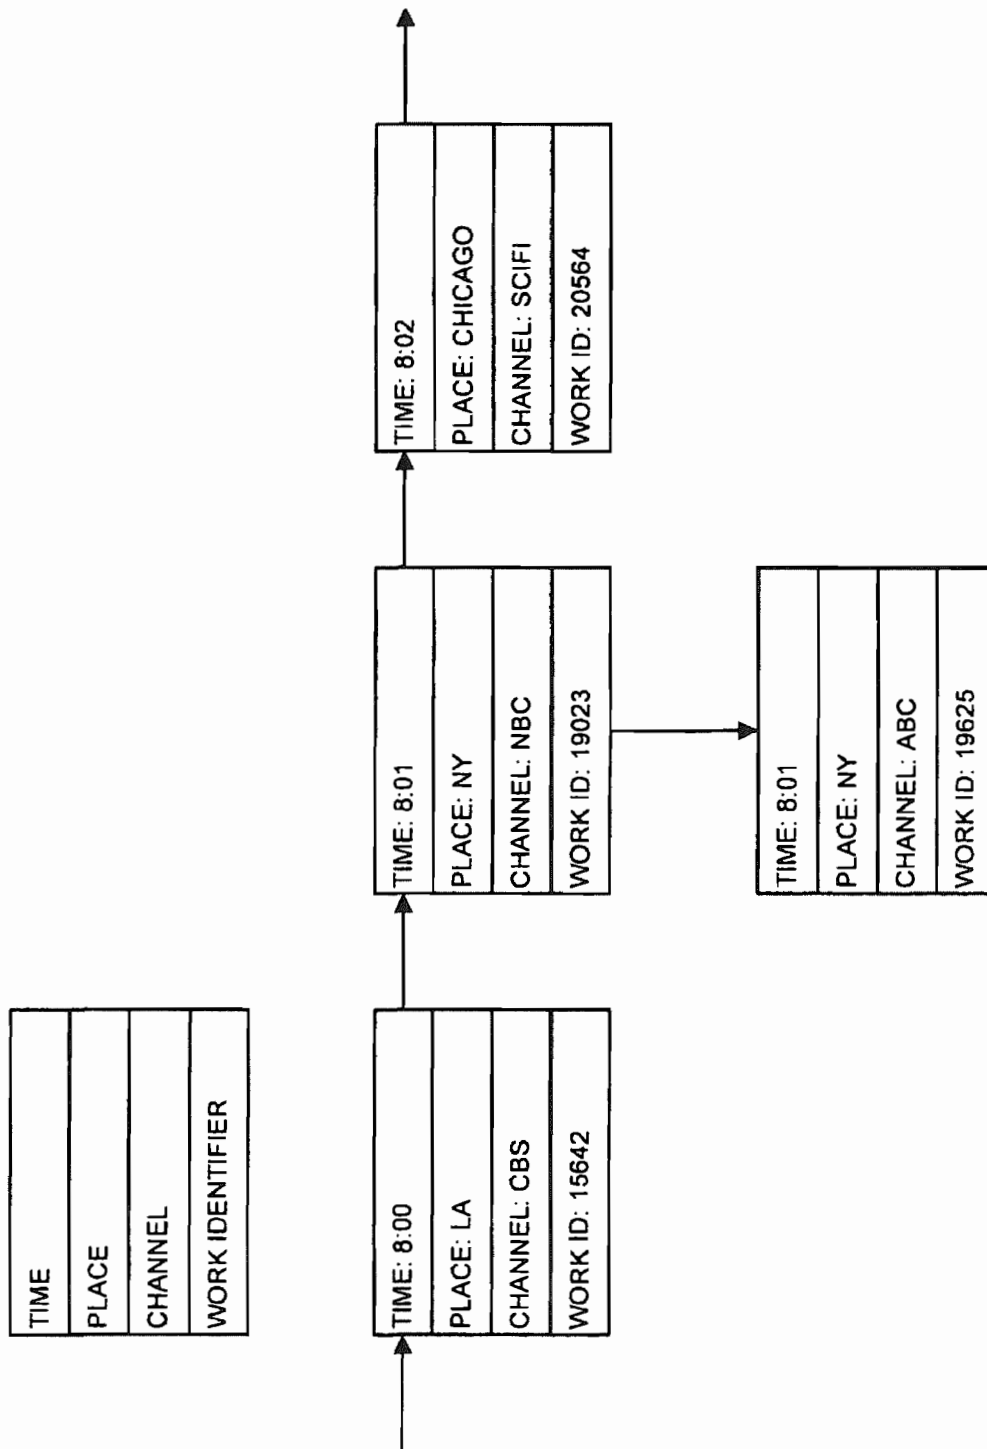 TIME
PLACE
CHANNEL
WORK IDENTIFIER
TIME: 8:00
PLACE: LA
CHANNEL: CBS
WORK ID: 15642
TIME: 8:01
PLACE: NY
CHANNEL: NBC
WORK ID: 19023
TIME: 8:02
PLACE: CHICAGO
CHANNEL: SCIFI
WORK ID: 20564
TIME: 8:01
PLACE: NY
CHANNEL: ABC
WORK ID: 19625